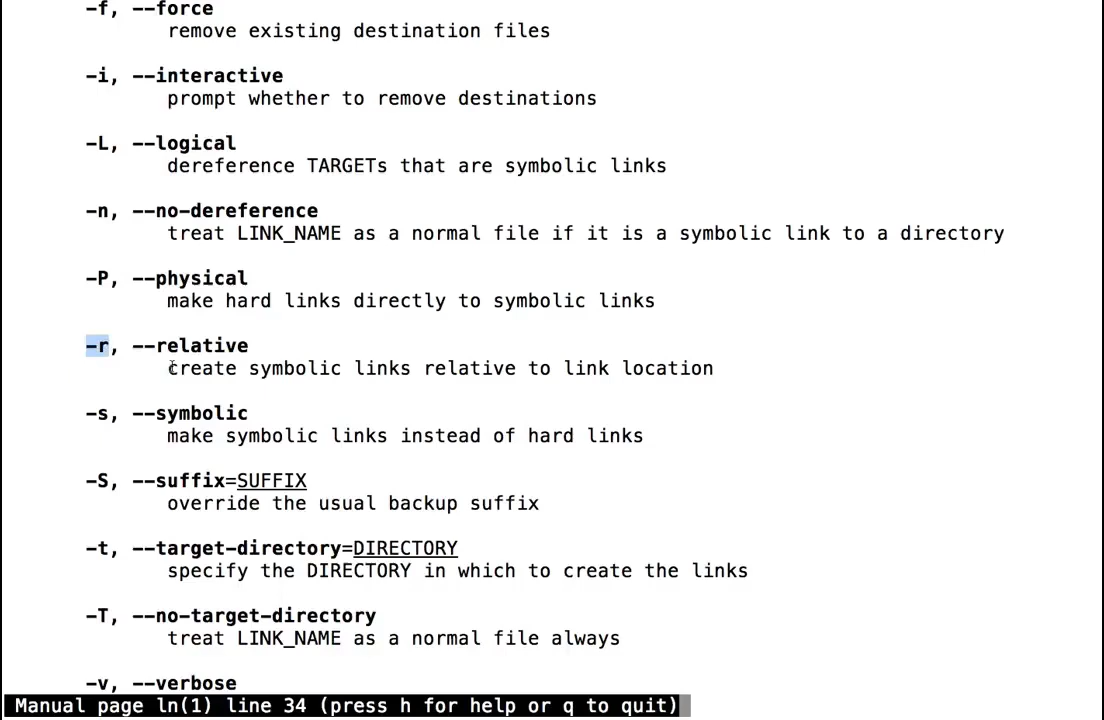 -f, --force
remove existing destination files
-i, --interactive
prompt whether to remove destinations
-L, --logical
dereference TARGETs that are symbolic links
-n, --no-dereference
treat LINK_NAME as a normal file if it is a symbolic link to a directory
-P, --physical
make hard links directly to symbolic links
-r, --relative
create symbolic links relative to link location
-s, --symbolic
make symbolic links instead of hard links
-S, --suffix=SUFFIX
override the usual backup suffix
-t, --target-directory=DIRECTORY
specify the DIRECTORY in which to create the links
-T, --no-target-directory
treat LINK_NAME as a normal file always
-v, --verbose
Manual page ln(1) line 34 (press h for help or q to quit)